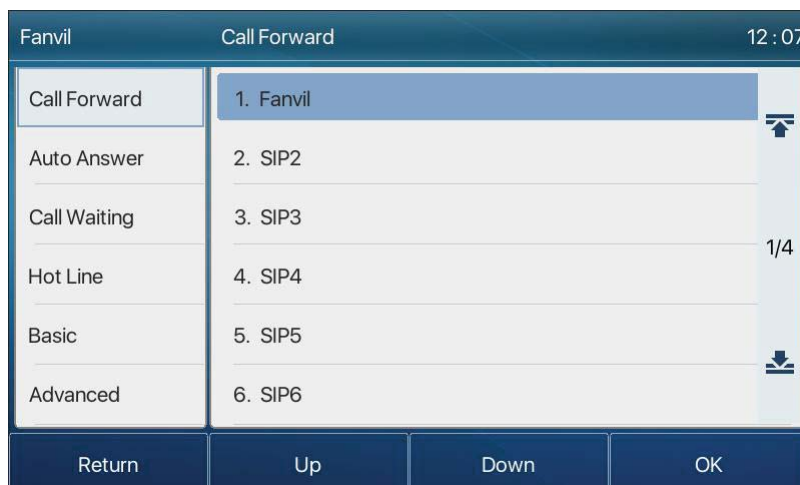 Fanvil Call Forward 12:07
Call Forward
Auto Answer
Call Waiting
Hot Line
Basic
Advanced
1. Fanvil
2. SIP2
3. SIP3
4. SIP4
5. SIP5
6. SIP6
1/4
Return Up Down OK